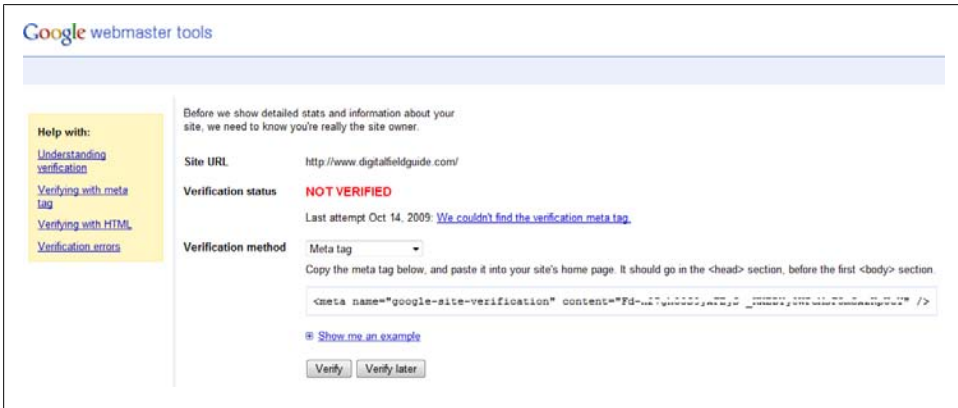 Google webmaster tools
Help with:
Understanding
verification
Verifying with meta
tag
Verifying with HTML
Verification errors
Before we show detailed stats and information about your
site, we need to know you're really the site owner.
Site URL http://www.digitalfieldguide.com/
Verification status NOT VERIFIED
Last attempt Oct 14, 2009: We couldn't find the verification meta tag.
Verification method Meta tag
Copy the meta tag below, and paste it into your site's home page. It should go in the <head> section, before the first <body> section.
<meta name="google-site-verification" content=" />
Show me an example
Verify Verify later